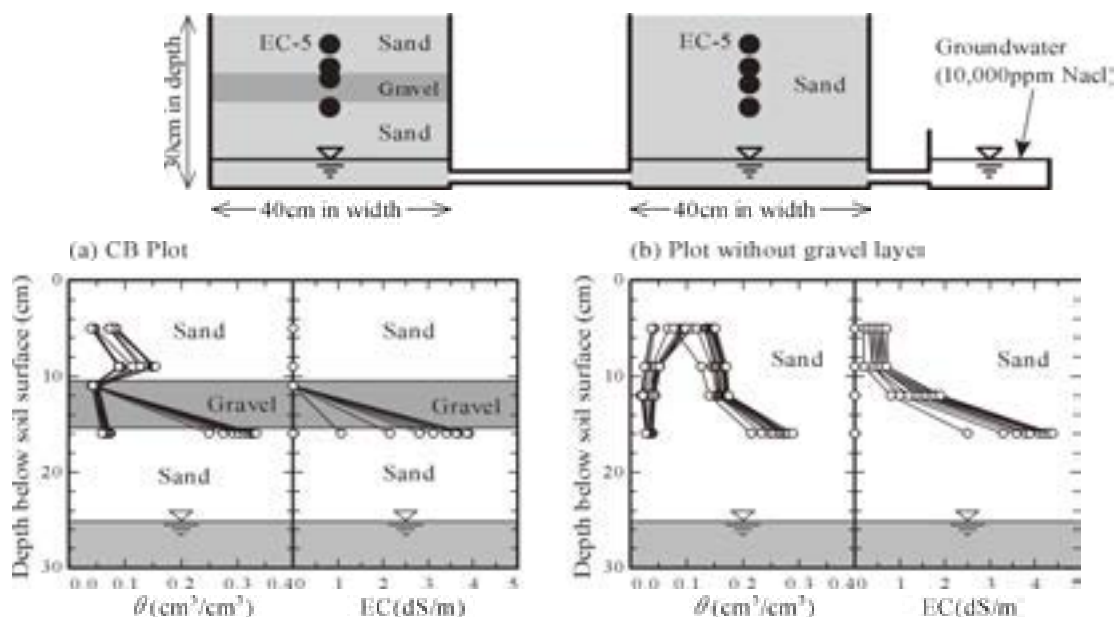 EC-5
Sand
Gravel
Sand
30cm in depth
40cm in width
EC-5
Sand
40cm in width
Groundwater
(10,000ppm Nacl)
(a) CB Plot
(b) Plot without gravel layer
Depth below soil surface (cm)
0
10
20
30
Sand
Gravel
Sand
Sand
Gravel
Sand
0.0 0.1 0.2 0.3 0.4
θ(cm³/cm³)
0 1 2 3 4 5
EC(dS/m)
Depth below soil surface (cm)
0
10
20
30
Sand
Sand
0.0 0.1 0.2 0.3 0.4
θ(cm³/cm³)
0 1 2 3 4 5
EC(dS/m